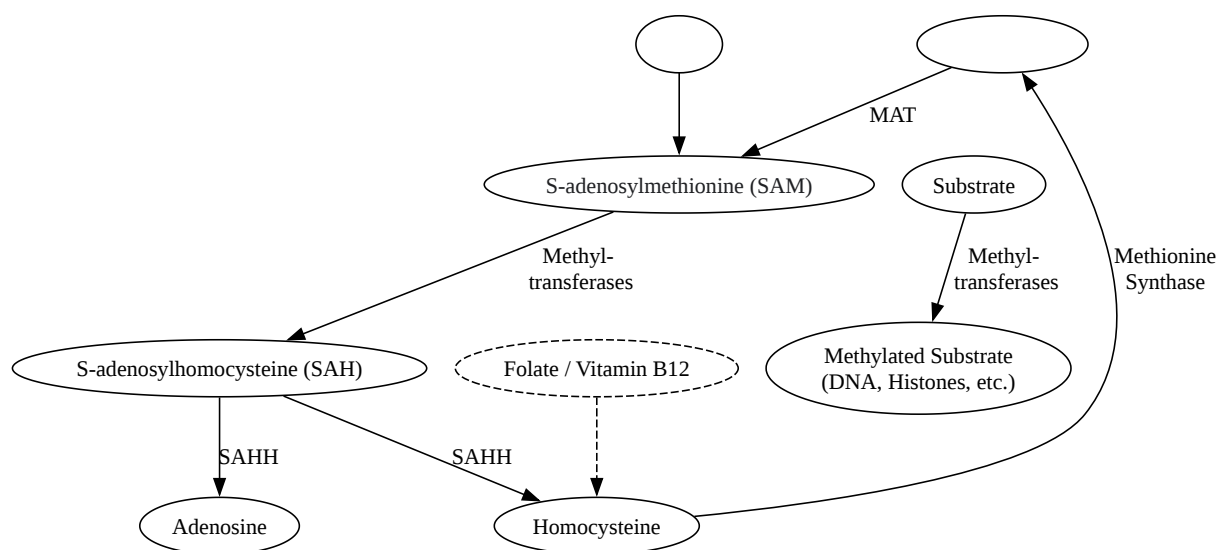 MAT
S-adenosylmethionine (SAM)
Substrate
Methyl-
transferases
Methyl-
transferases
Methionine
Synthase
S-adenosylhomocysteine (SAH)
Folate / Vitamin B12
Methylated Substrate
(DNA, Histones, etc.)
SAHH
SAHH
Adenosine
Homocysteine